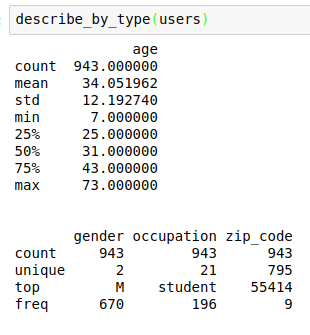 describe_by_type(users)
age
count 943.000000
mean 34.051962
std 12.192740
min 7.000000
25% 25.000000
50% 31.000000
75% 43.000000
max 73.000000
gender occupation zip_code
count 943 943 943
unique 2 21 795
top M student 55414
freq 670 196 9